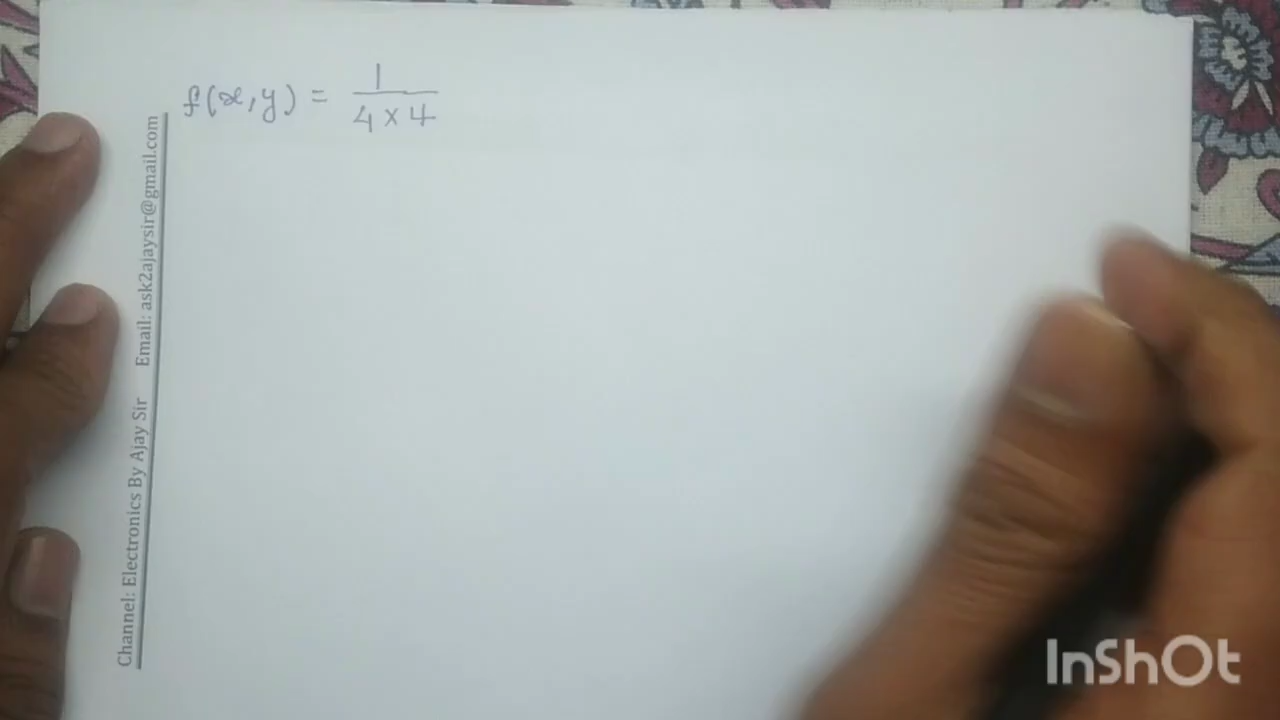 f(x,y) = 1 / 4 × 4
Channel: Electronics By Ajay Sir Email: ask2ajaysir@gmail.com
InShOt